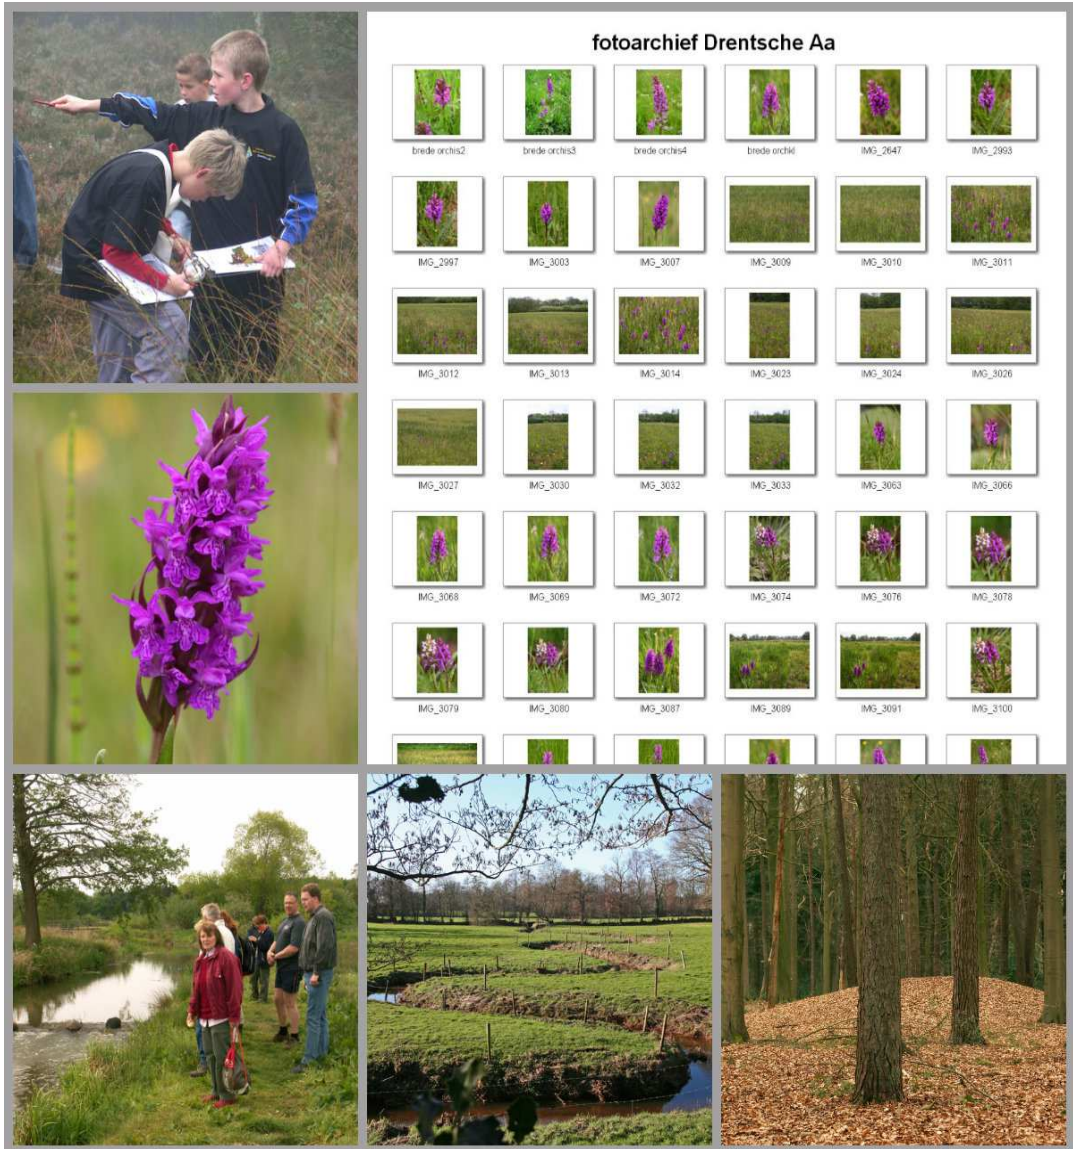 fotoarchief Drentsche Aa
brede orchis2 brede orchis3 brede orchis4 brede orchkl IMG_2647 IMG_2993
IMG_2997 IMG_3003 IMG_3007 IMG_3009 IMG_3010 IMG_3011
IMG_3012 IMG_3013 IMG_3014 IMG_3023 IMG_3024 IMG_3026
IMG_3027 IMG_3030 IMG_3032 IMG_3033 IMG_3063 IMG_3066
IMG_3068 IMG_3069 IMG_3072 IMG_3074 IMG_3076 IMG_3078
IMG_3079 IMG_3080 IMG_3087 IMG_3089 IMG_3091 IMG_3100